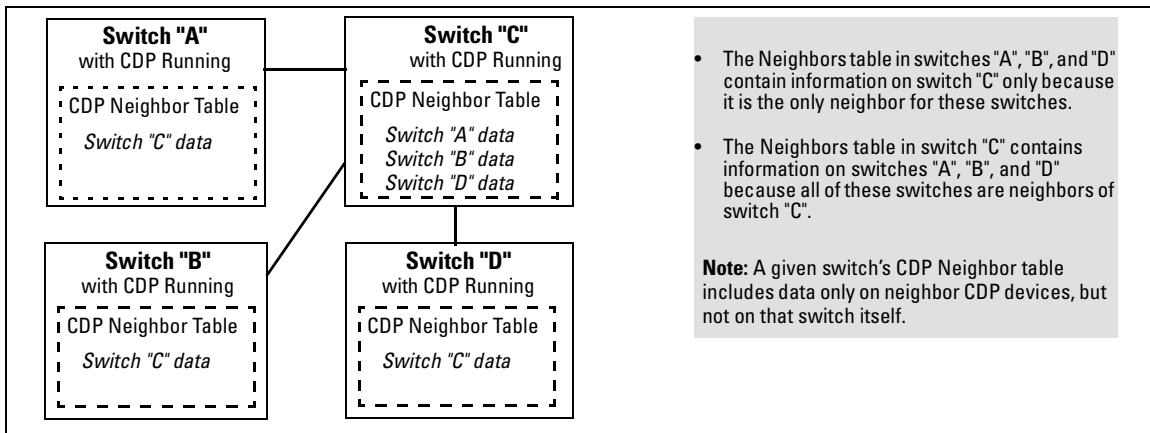 Switch "A"
with CDP Running
CDP Neighbor Table
Switch "C" data
Switch "C"
with CDP Running
CDP Neighbor Table
Switch "A" data
Switch "B" data
Switch "D" data
Switch "B"
with CDP Running
CDP Neighbor Table
Switch "C" data
Switch "D"
with CDP Running
CDP Neighbor Table
Switch "C" data
• The Neighbors table in switches "A", "B", and "D"
contain information on switch "C" only because
it is the only neighbor for these switches.
• The Neighbors table in switch "C" contains
information on switches "A", "B", and "D"
because all of these switches are neighbors of
switch "C".
Note: A given switch's CDP Neighbor table
includes data only on neighbor CDP devices, but
not on that switch itself.